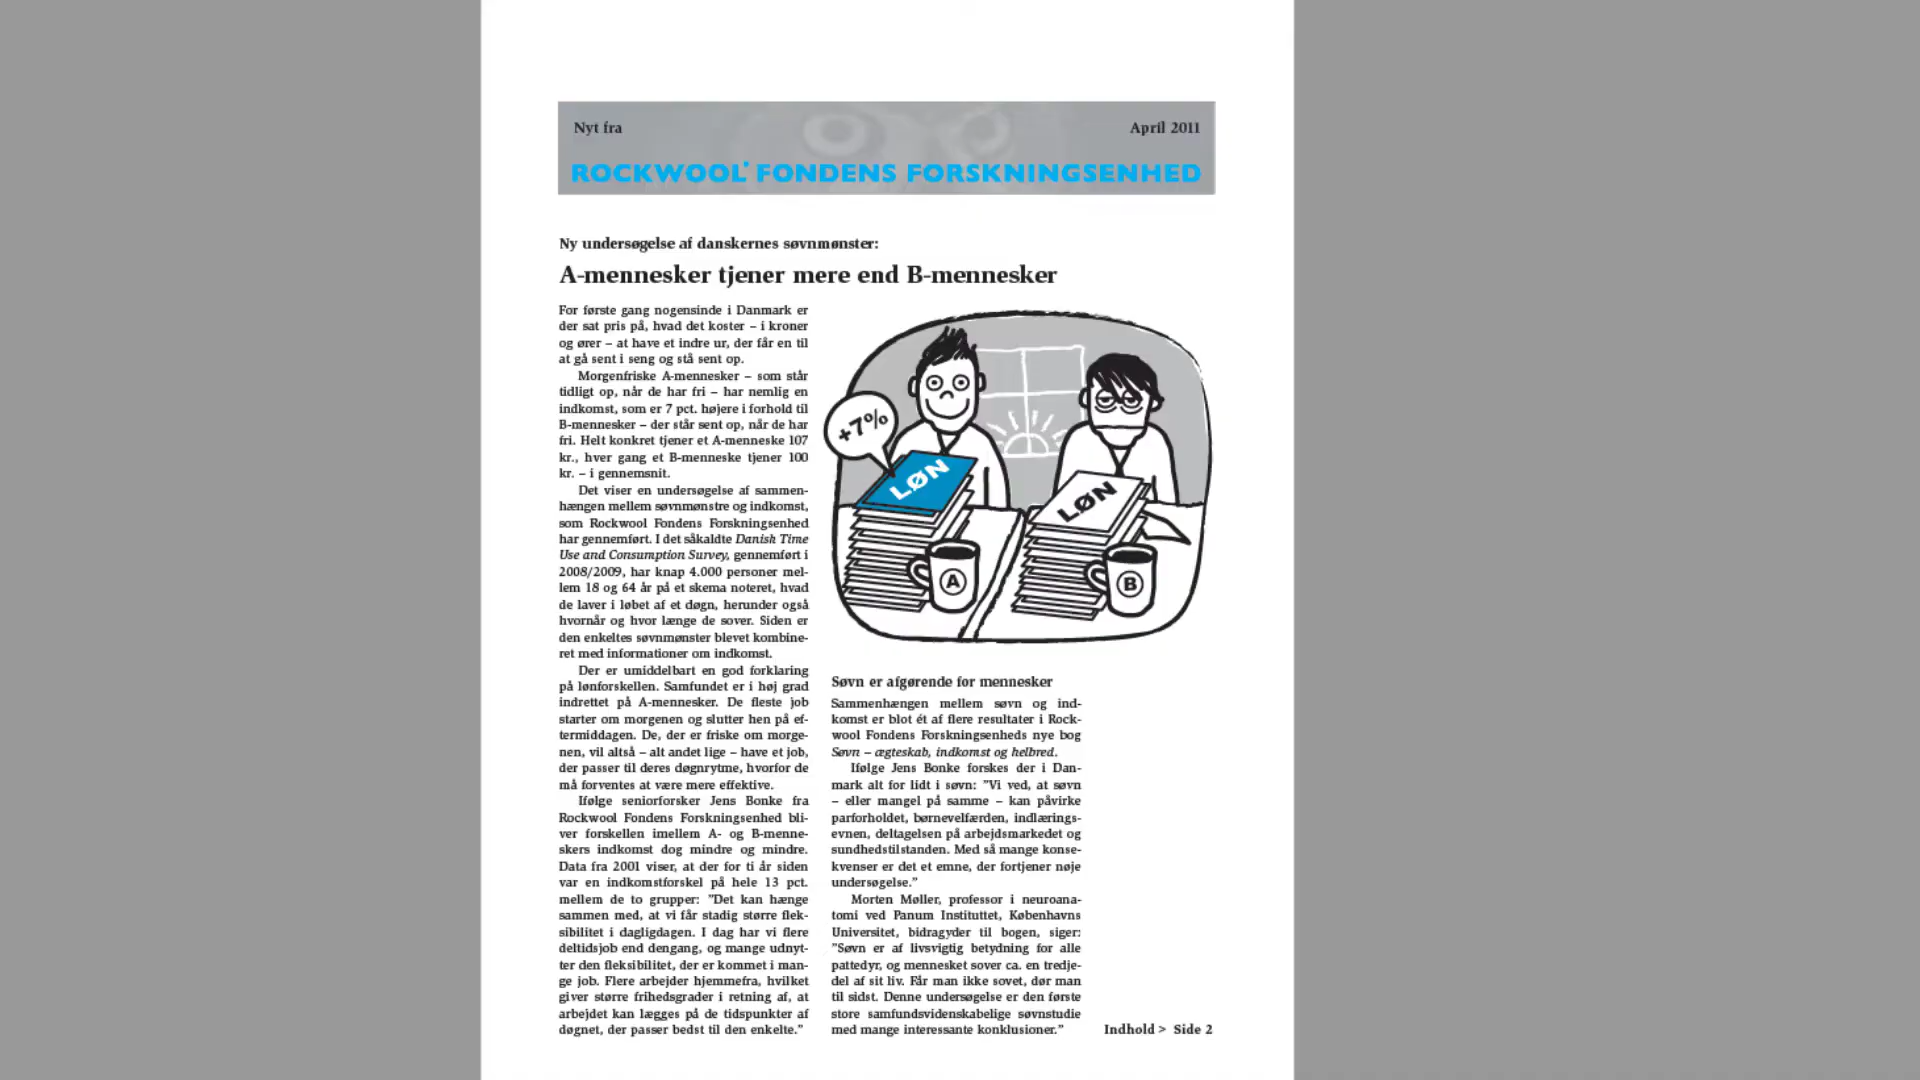 Nyt fra
April 2011
ROCKWOOL® FONDENS FORSKNINGSENHED
Ny undersøgelse af danskernes søvnmønster:
A-mennesker tjener mere end B-mennesker
For første gang nogensinde i Danmark er
der sat pris på, hvad det koster – i kroner
og ører – at have et indre ur, der får en til
at gå sent i seng og stå sent op.
Morgenfriske A-mennesker – som står
tidligt op, når de har fri – har nemlig en
indkomst, som er 7 pct. højere i forhold til
B-mennesker – der står sent op, når de har
fri. Helt konkret tjener et A-menneske 107
kr., hver gang et B-menneske tjener 100
kr. – i gennemsnit.
Det viser en undersøgelse af sammen-
hængen mellem søvnmønstre og indkomst,
som Rockwool Fondens Forskningsenhed
har gennemført. I det såkaldte Danish Time
Use and Consumption Survey, gennemført i
2008/2009, har knap 4.000 personer mel-
lem 18 og 64 år på et skema noteret, hvad
de laver i løbet af et døgn, herunder også
hvornår og hvor længe de sover. Siden er
den enkeltes søvnmønster blevet kombine-
ret med informationer om indkomst.
Der er umiddelbart en god forklaring
på lønforskellen. Samfundet er i høj grad
indrettet på A-mennesker. De fleste job
starter om morgenen og slutter hen på ef-
termiddagen. De, der er friske om morge-
nen, vil altså – alt andet lige – have et job,
der passer til deres døgnrytme, hvorfor de
må forventes at være mere effektive.
Ifølge seniorforsker Jens Bonke fra
Rockwool Fondens Forskningsenhed bli-
ver forskellen imellem A- og B-menne-
skers indkomst dog mindre og mindre.
Data fra 2001 viser, at der for ti år siden
var en indkomstforskel på hele 13 pct.
mellem de to grupper: ”Det kan hænge
sammen med, at vi får stadig større flek-
sibilitet i dagligdagen. I dag har vi flere
deltidsjob end dengang, og mange udnyt-
ter den fleksibilitet, der er kommet i man-
ge job. Flere arbejder hjemmefra, hvilket
giver større frihedsgrader i retning af, at
arbejdet kan lægges på de tidspunkter af
døgnet, der passer bedst til den enkelte.”
+7%
LØN
LØN
A
B
Søvn er afgørende for mennesker
Sammenhængen mellem søvn og ind-
komst er blot ét af flere resultater i Rock-
wool Fondens Forskningsenheds nye bog
Søvn – ægteskab, indkomst og helbred.
Ifølge Jens Bonke forskes der i Dan-
mark alt for lidt i søvn: ”Vi ved, at søvn
– eller mangel på samme – kan påvirke
parforholdet, børnevelfærden, indlærings-
evnen, deltagelsen på arbejdsmarkedet og
sundhedstilstanden. Med så mange konse-
kvenser er det et emne, der fortjener nøje
undersøgelse.”
Morten Møller, professor i neuroana-
tomi ved Panum Instituttet, Københavns
Universitet, bidragyder til bogen, siger:
”Søvn er af livsvigtig betydning for alle
pattedyr, og mennesket sover ca. en tredje-
del af sit liv. Får man ikke sovet, dør man
til sidst. Denne undersøgelse er den første
store samfundsvidenskabelige søvnstudie
med mange interessante konklusioner.”
Indhold > Side 2